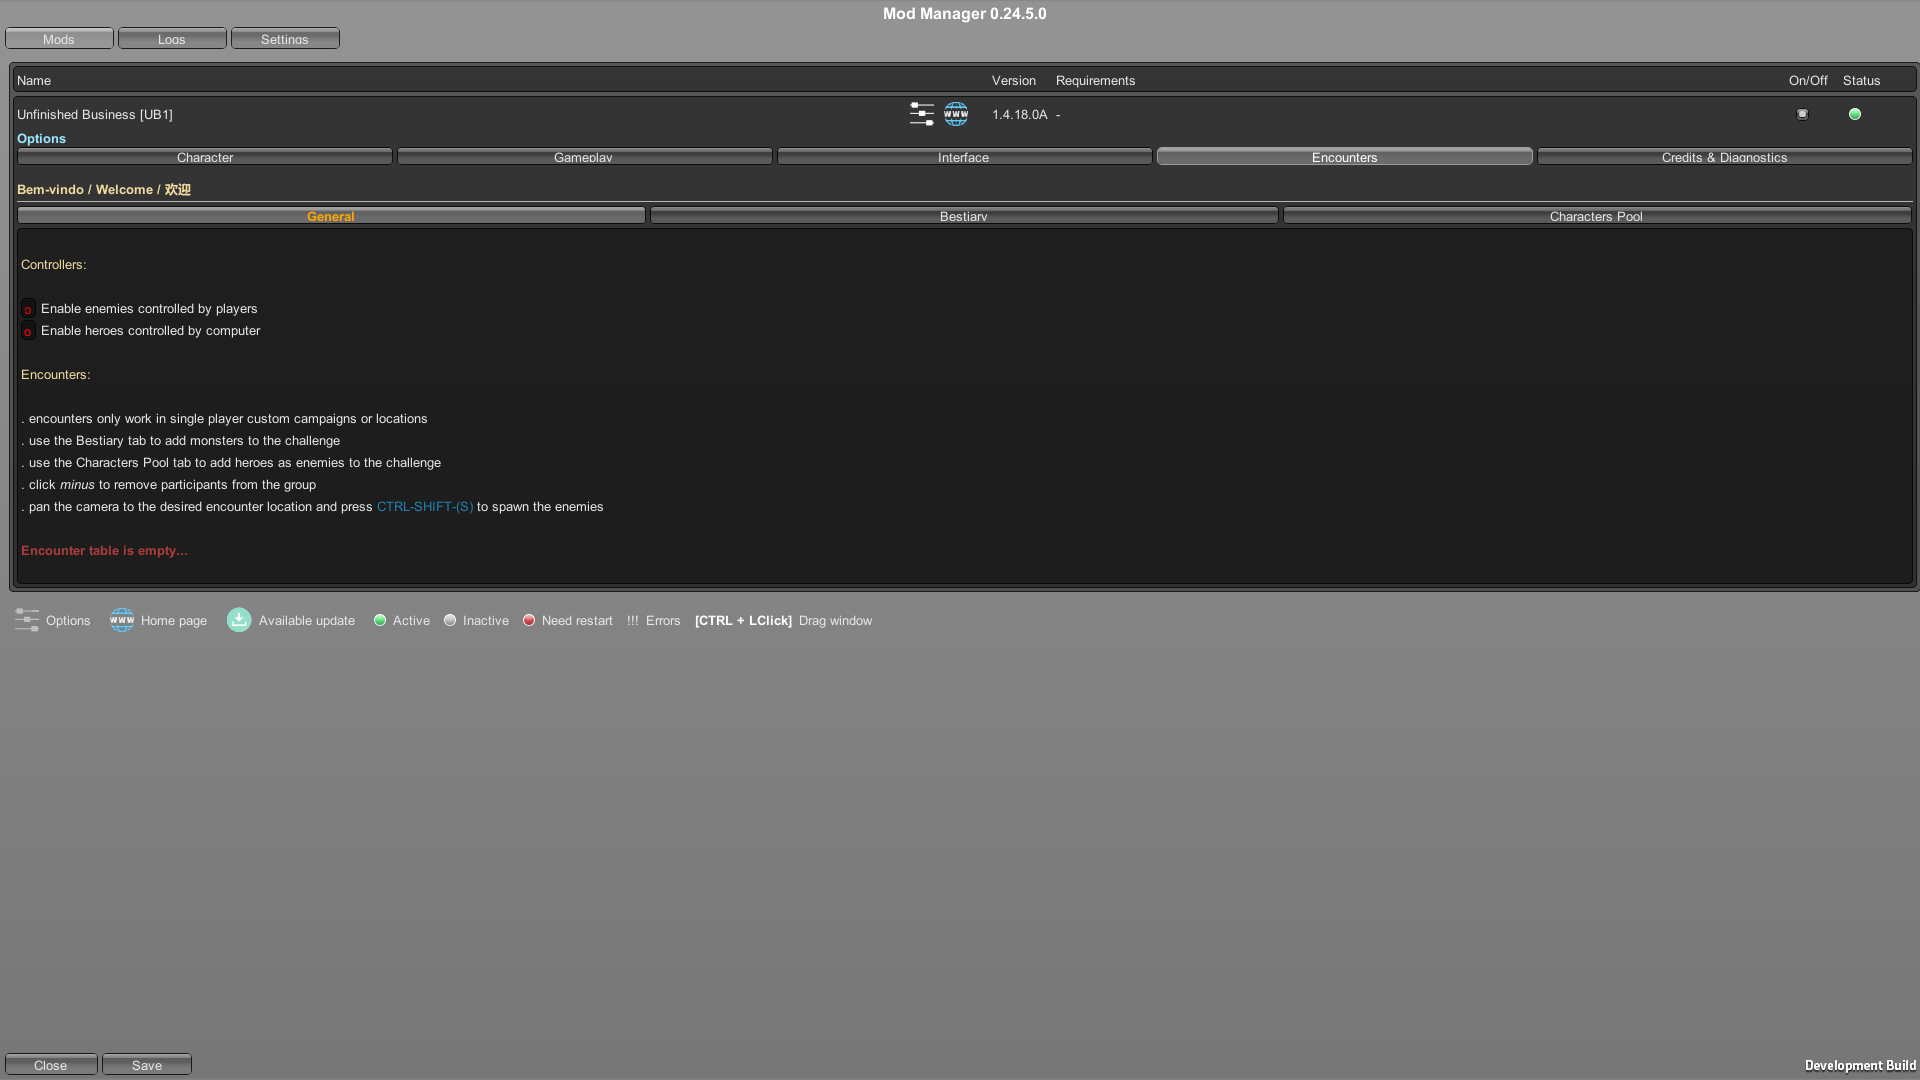 Mod Manager 0.24.5.0
Mods Logs Settings
Name Version Requirements On/Off Status
Unfinished Business [UB1] www 1.4.18.0A - 
Options
Character Gameplay Interface Encounters Credits & Diagnostics
Bem-vindo / Welcome / 欢迎
General Bestiary Characters Pool
Controllers:
o Enable enemies controlled by players
o Enable heroes controlled by computer
Encounters:
. encounters only work in single player custom campaigns or locations
. use the Bestiary tab to add monsters to the challenge
. use the Characters Pool tab to add heroes as enemies to the challenge
. click minus to remove participants from the group
. pan the camera to the desired encounter location and press CTRL-SHIFT-(S) to spawn the enemies
Encounter table is empty...
Options www Home page Available update Active Inactive Need restart !!! Errors [CTRL + LClick] Drag window
Close Save Development Build